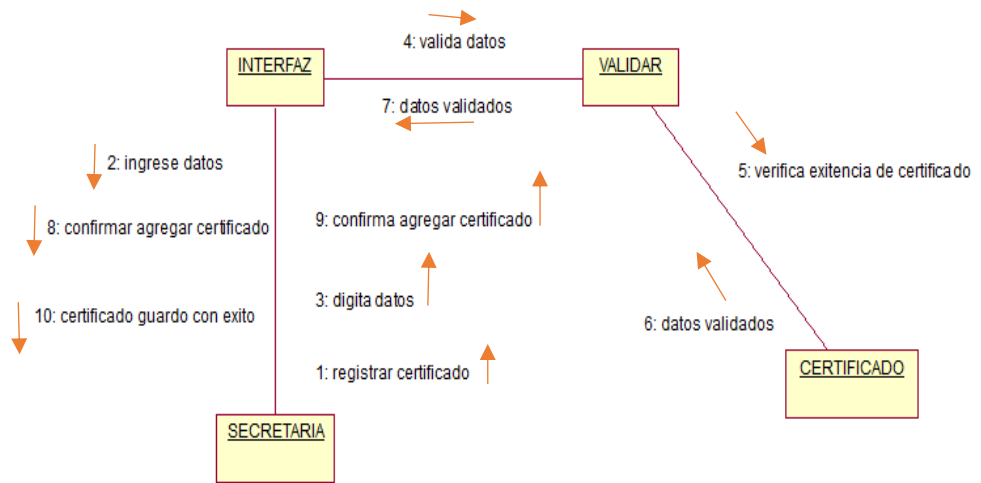 4: valida datos
INTERFAZ
VALIDAR
7: datos validados
2: ingrese datos
5: verifica exitencia de certificado
8: confirmar agregar certificado
9: confirma agregar certificado
3: digita datos
10: certificado guardo con exito
6: datos validados
1: registrar certificado
CERTIFICADO
SECRETARIA